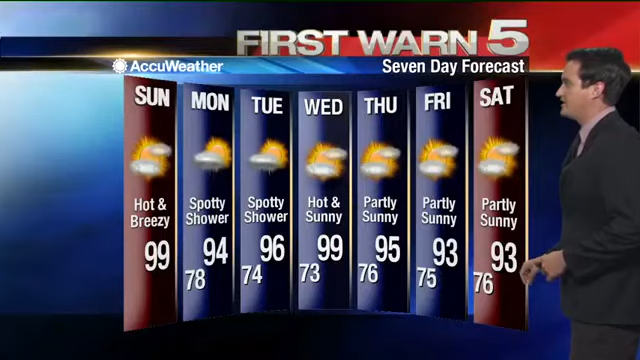 FIRST WARN 5
AccuWeather
Seven Day Forecast
SUN MON TUE WED THU FRI SAT
Hot & Breezy
Spotty Shower
Spotty Shower
Hot & Sunny
Partly Sunny
Partly Sunny
Partly Sunny
99 94 96 99 95 93 93
78 74 73 76 75 76